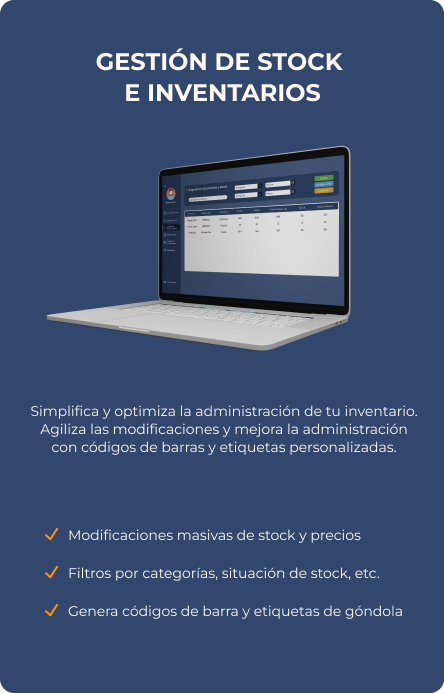 GESTIÓN DE STOCK
E INVENTARIOS
Simplifica y optimiza la administración de tu inventario.
Agiliza las modificaciones y mejora la administración
con códigos de barras y etiquetas personalizadas.
Modificaciones masivas de stock y precios
Filtros por categorías, situación de stock, etc.
Genera códigos de barra y etiquetas de góndola